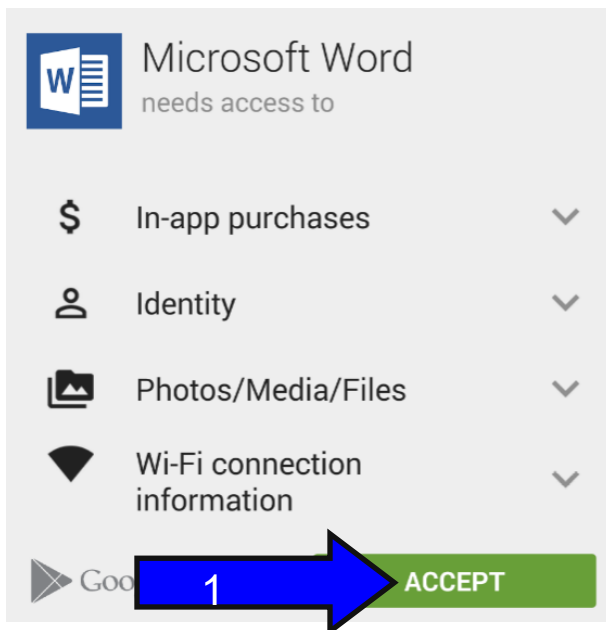 Microsoft Word
needs access to
$ In-app purchases
Identity
Photos/Media/Files
Wi-Fi connection
information
Goo
1
ACCEPT